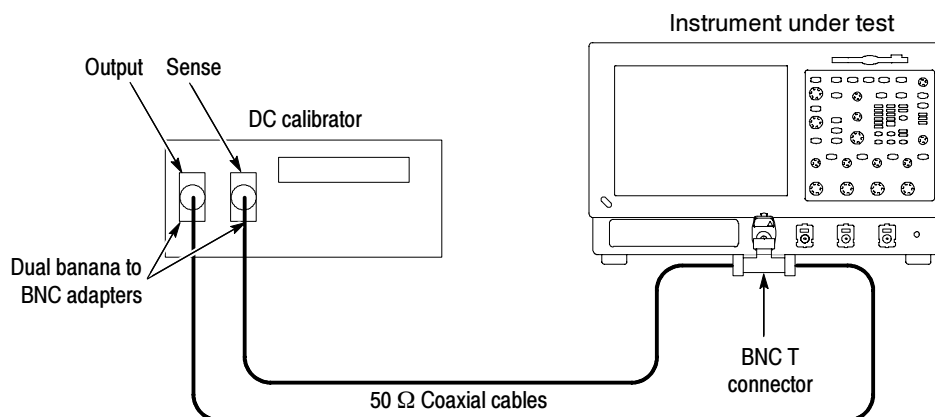 Instrument under test
Output
Sense
DC calibrator
Dual banana to
BNC adapters
BNC T
connector
50 Ω Coaxial cables